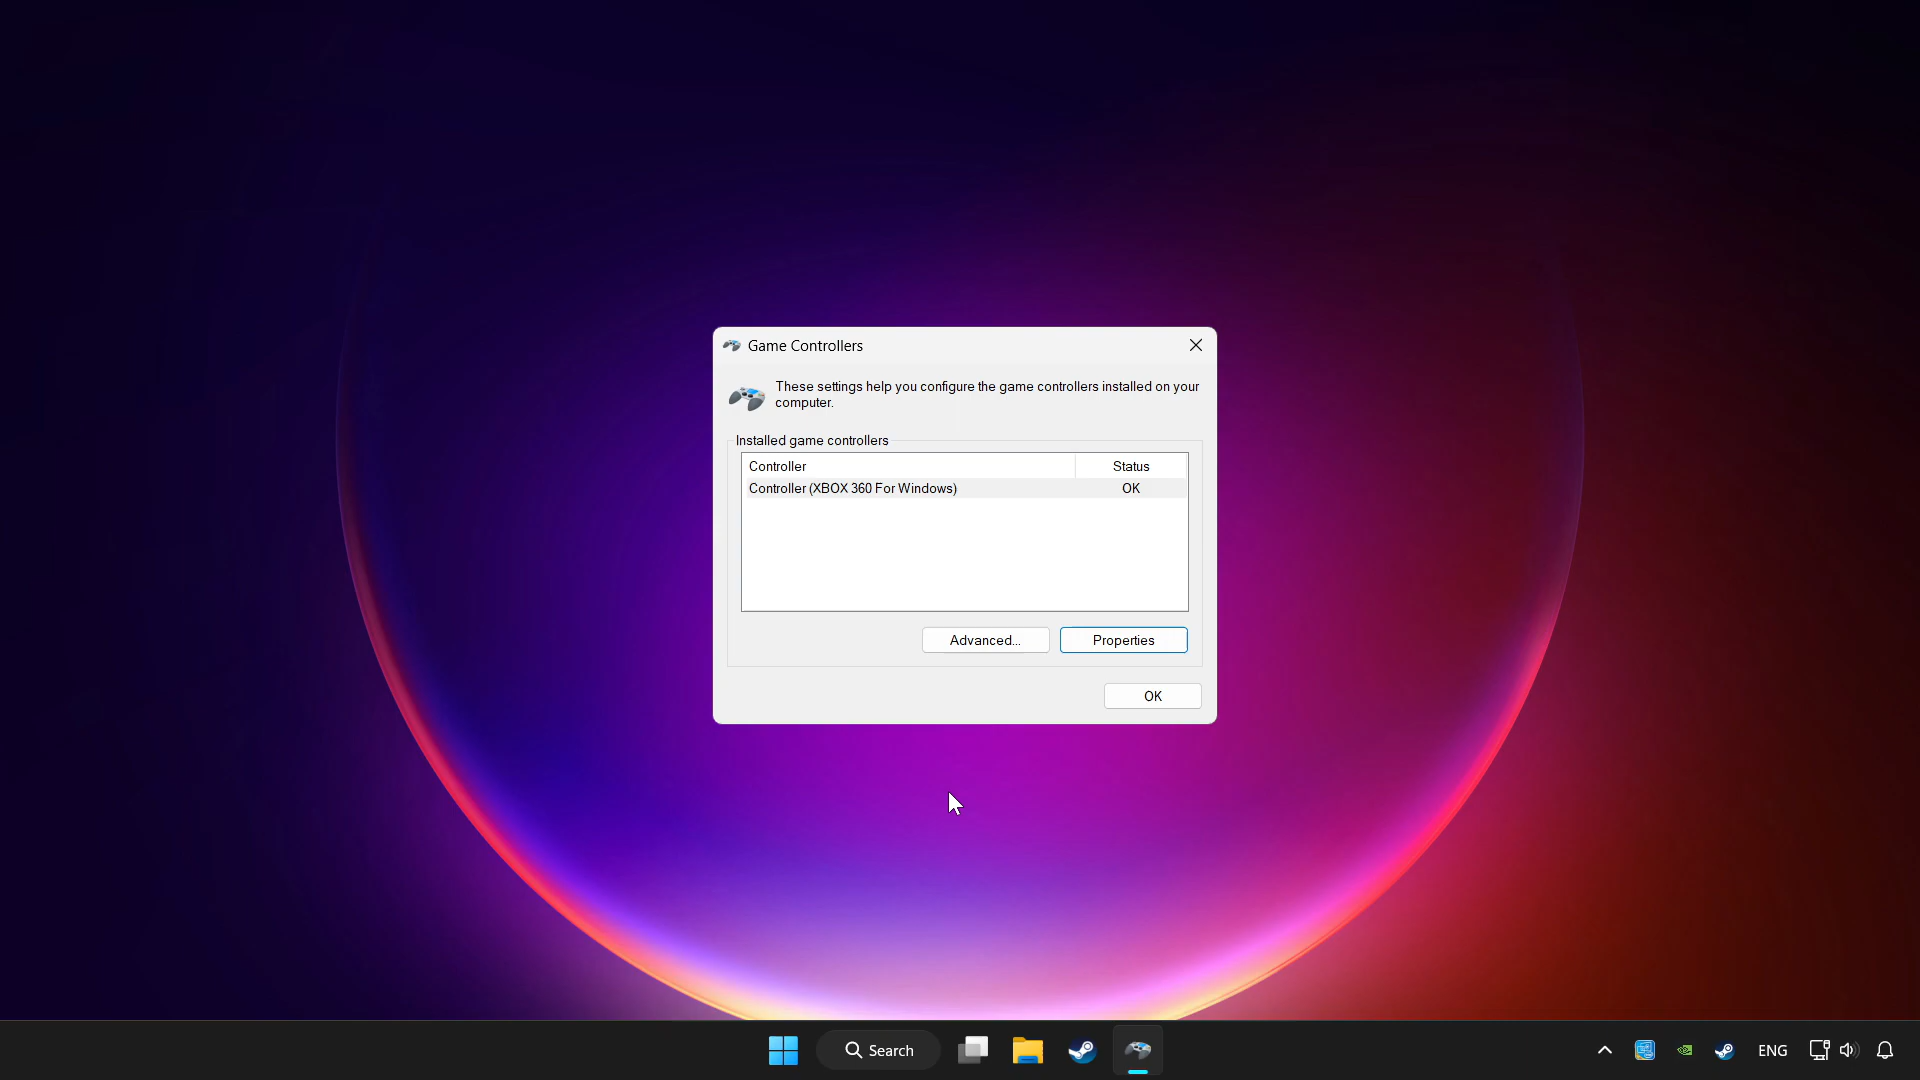 Game Controllers
These settings help you configure the game controllers installed on your
computer.
Installed game controllers
Controller Status
Controller (XBOX 360 For Windows) OK
Advanced... Properties
OK
Search ENG